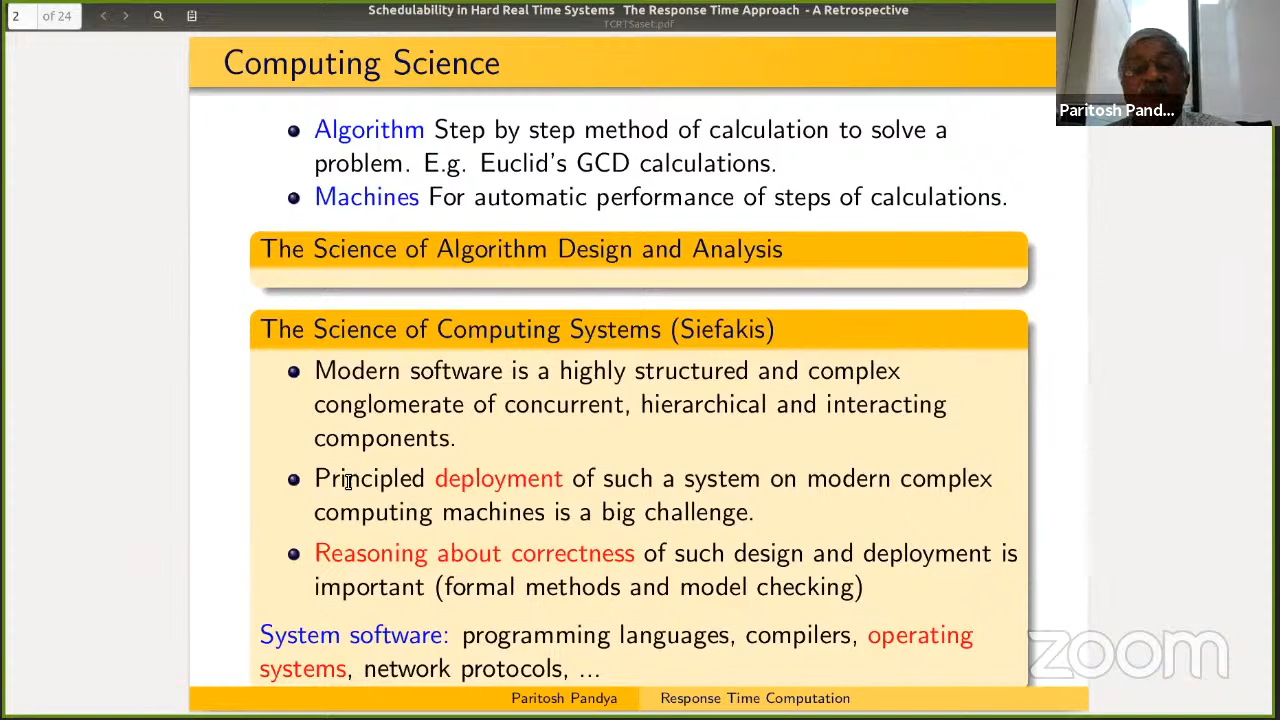 2 of 24
Schedulability in Hard Real Time Systems The Response Time Approach - A Retrospective
TCRTSaset.pdf
Computing Science
Algorithm Step by step method of calculation to solve a
problem. E.g. Euclid's GCD calculations.
Machines For automatic performance of steps of calculations.
The Science of Algorithm Design and Analysis
The Science of Computing Systems (Siefakis)
Modern software is a highly structured and complex
conglomerate of concurrent, hierarchical and interacting
components.
Principled deployment of such a system on modern complex
computing machines is a big challenge.
Reasoning about correctness of such design and deployment is
important (formal methods and model checking)
System software: programming languages, compilers, operating
systems, network protocols, ...
Paritosh Pandya Response Time Computation
Paritosh Pand...
zoom